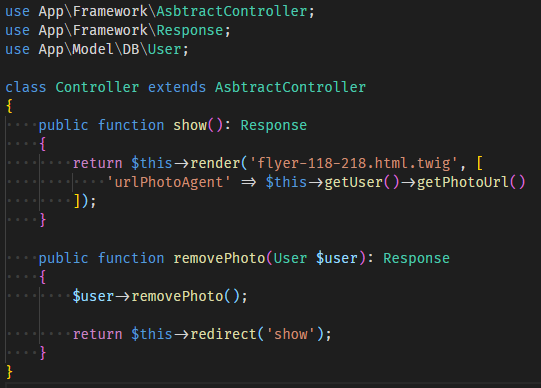 use App\Framework\AsbtractController;
use App\Framework\Response;
use App\Model\DB\User;

class Controller extends AsbtractController
{
    public function show(): Response
    {
        return $this->render('flyer-118-218.html.twig', [
            'urlPhotoAgent' => $this->getUser()->getPhotoUrl()
        ]);
    }

    public function removePhoto(User $user): Response
    {
        $user->removePhoto();

        return $this->redirect('show');
    }
}